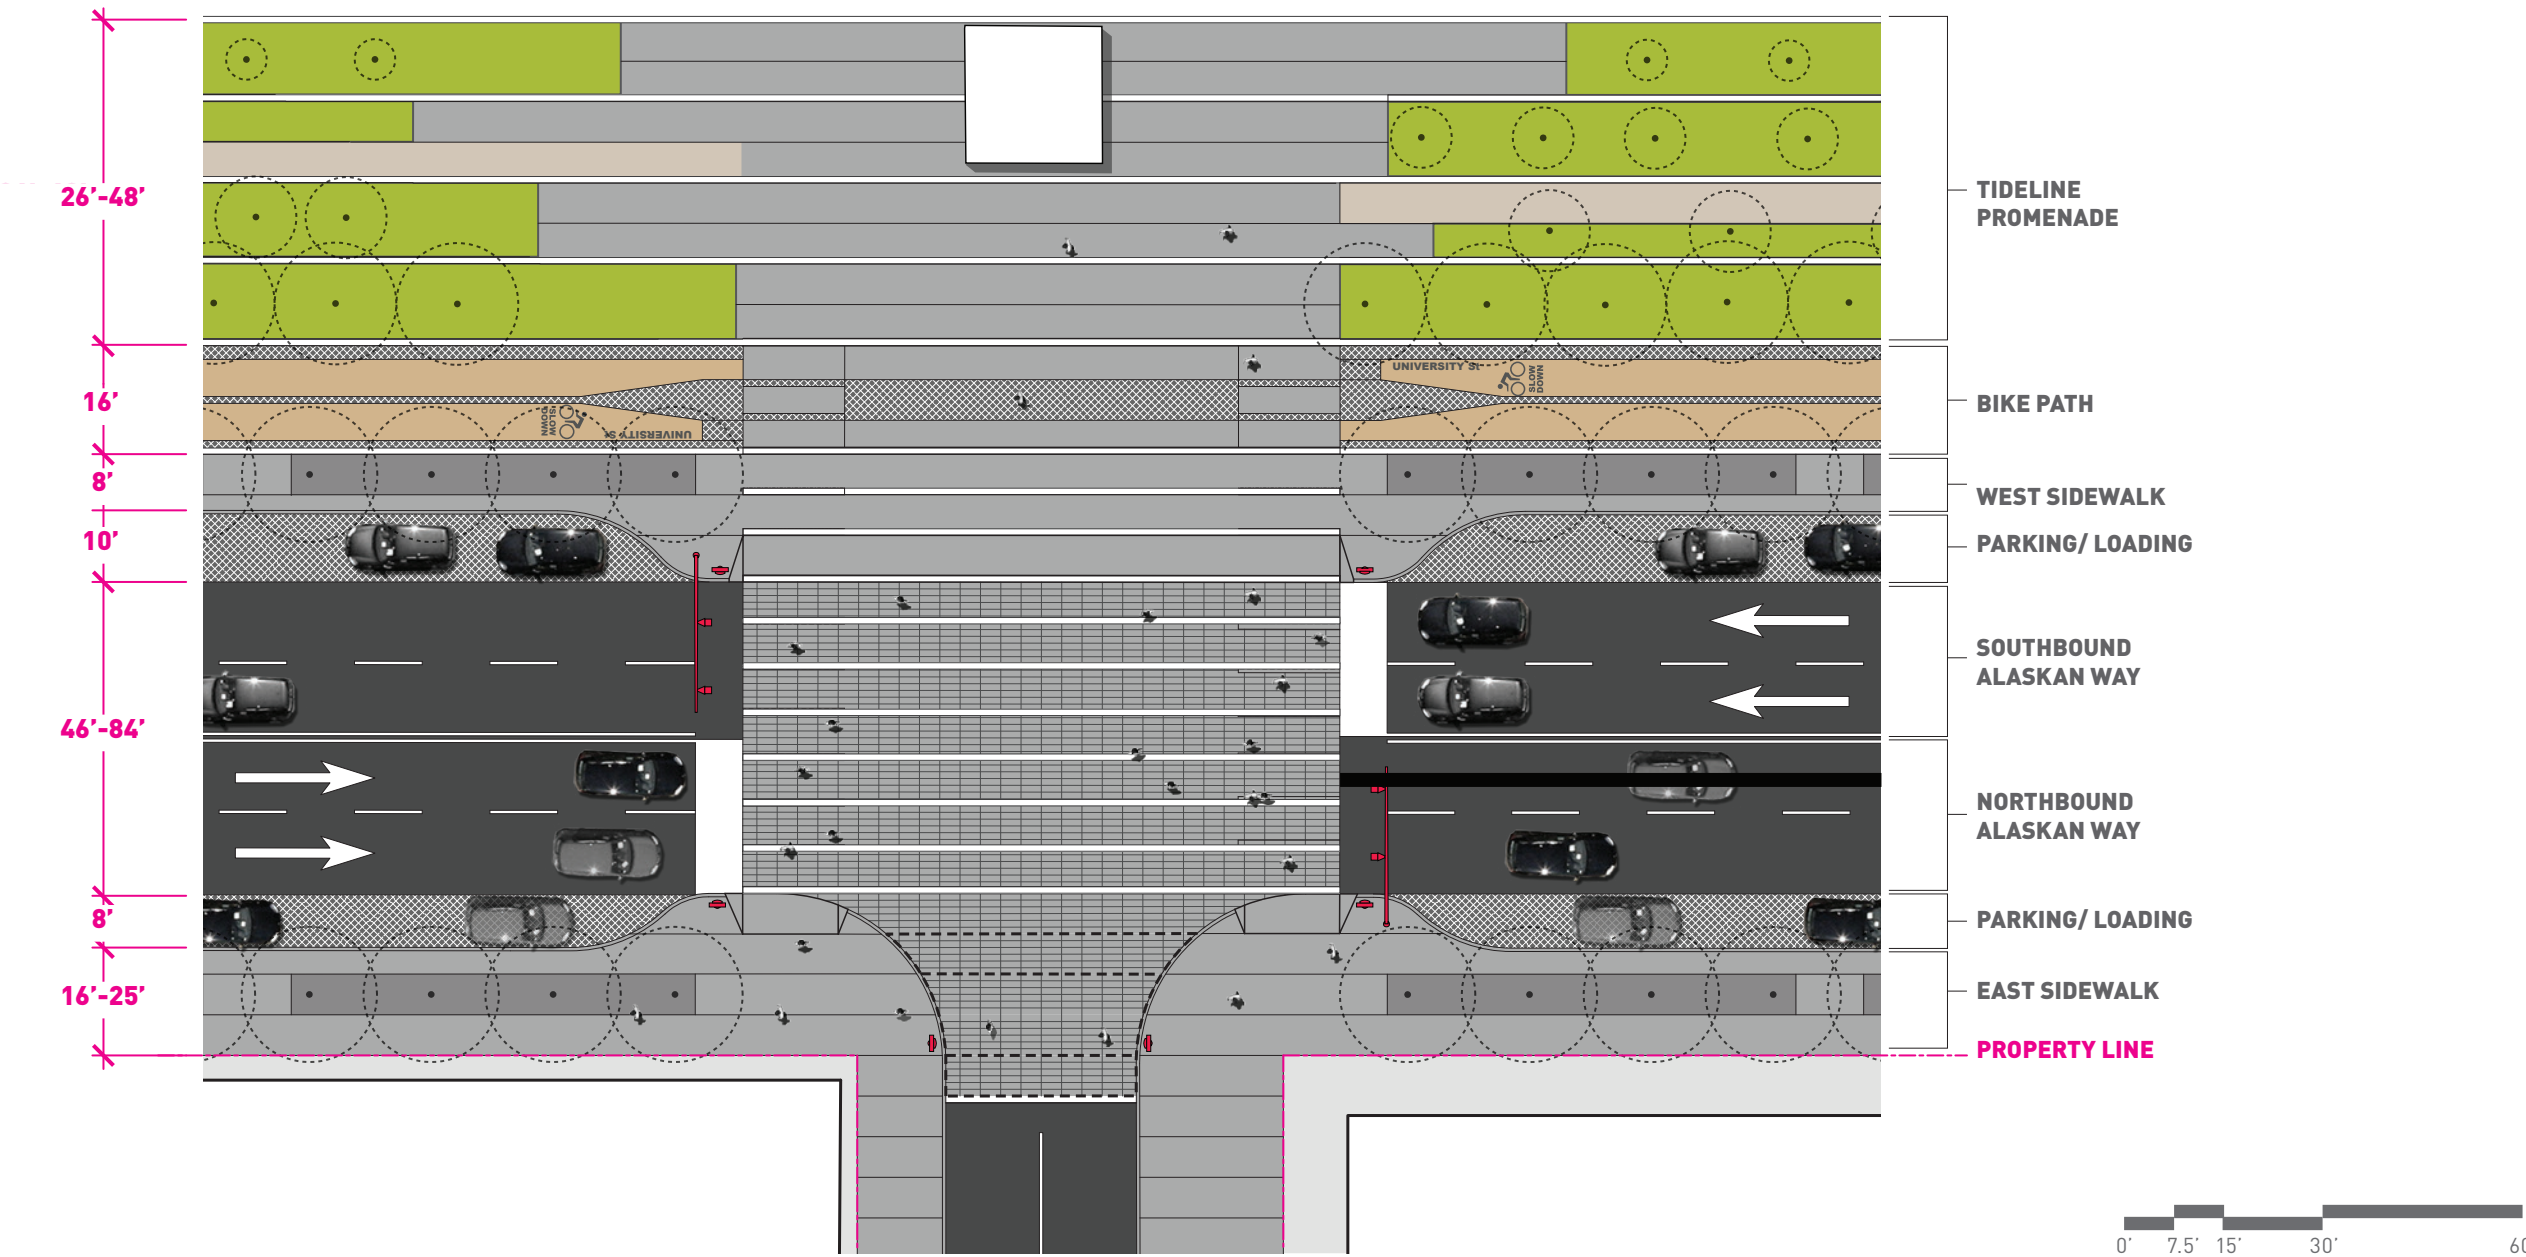 26’-48’
16’
8’
10’
46’-84’
8’
16’-25’
UNIVERSITY St
SLOW
DOWN
UNIVERSITY St
SLOW
DOWN
TIDELINE
PROMENADE
BIKE PATH
WEST SIDEWALK
PARKING/ LOADING
SOUTHBOUND
ALASKAN WAY
NORTHBOUND
ALASKAN WAY
PARKING/ LOADING
EAST SIDEWALK
PROPERTY LINE
0’ 7.5’ 15’ 30’